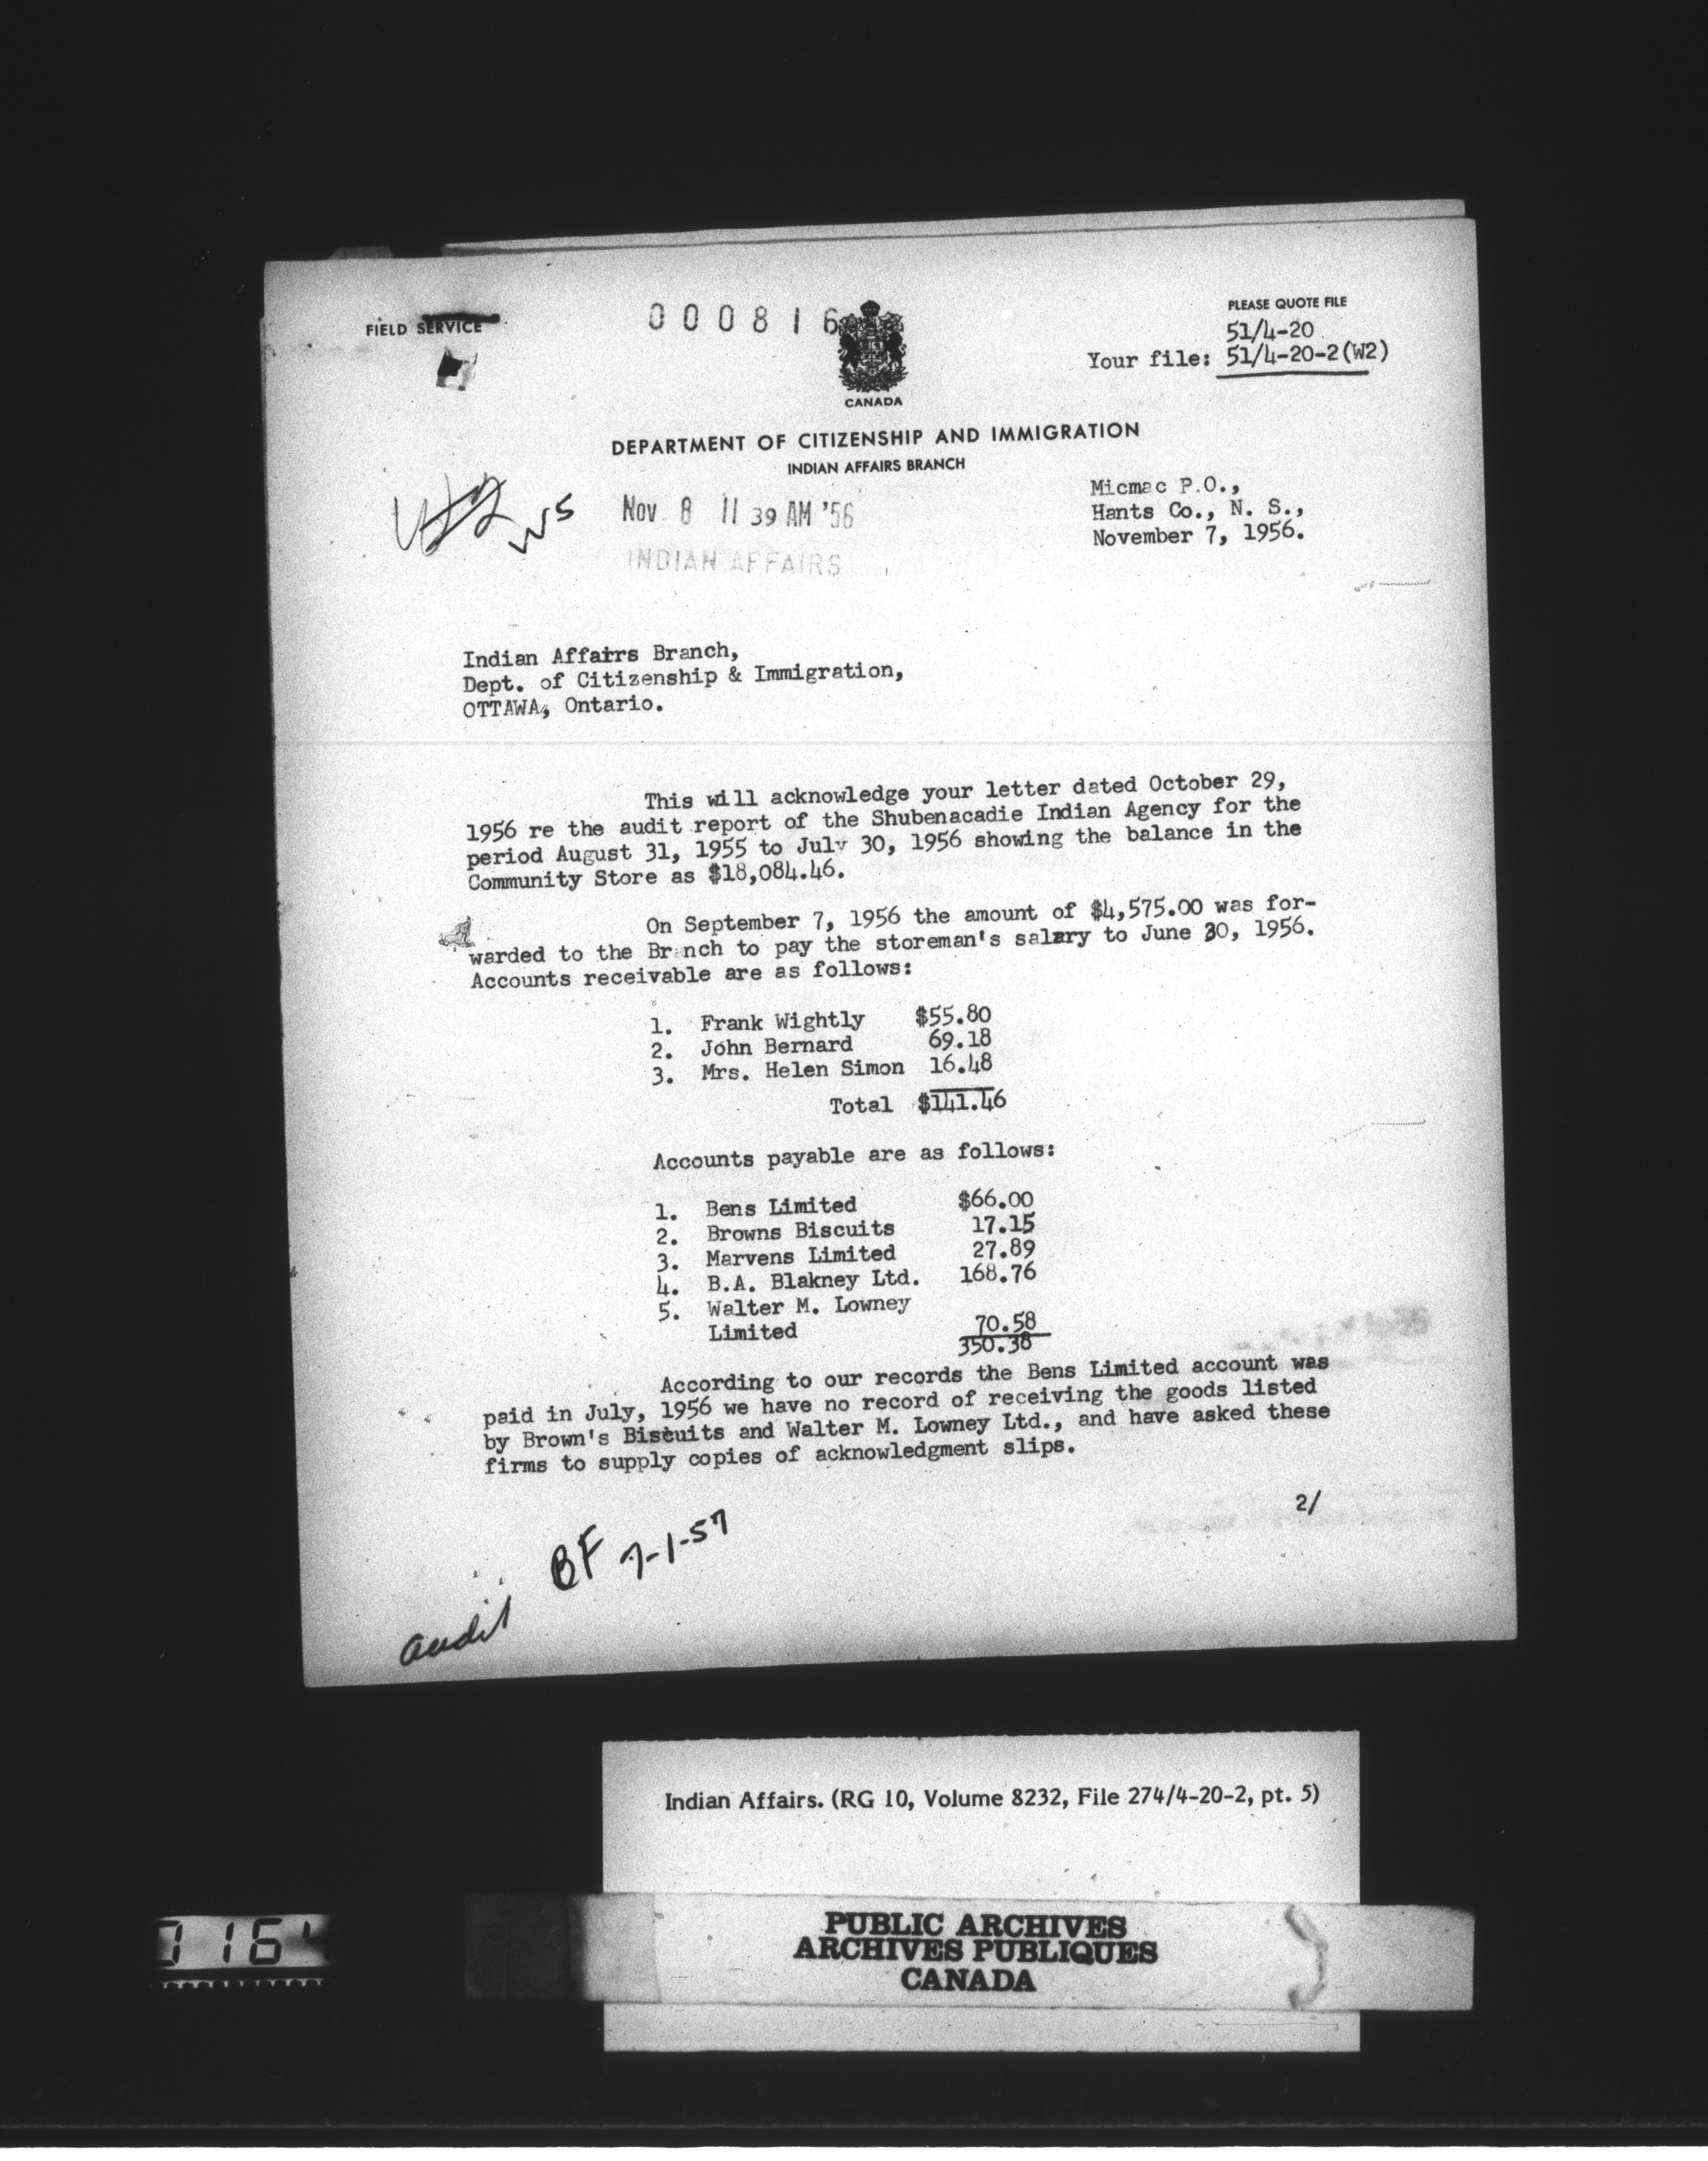 FIELD SERVICE
000816
PLEASE QUOTE FILE
51/4-20
Your file: 51/4-20-2(W2)
CANADA
DEPARTMENT OF CITIZENSHIP AND IMMIGRATION
INDIAN AFFAIRS BRANCH
W5
Nov 8 11 39 AM '56
INDIAN AFFAIRS
Micmac P.O.,
Hants Co., N. S.,
November 7, 1956.
Indian Affairs Branch,
Dept. of Citizenship & Immigration,
OTTAWA, Ontario.
This will acknowledge your letter dated October 29,
1956 re the audit report of the Shubenacadie Indian Agency for the
period August 31, 1955 to July 30, 1956 showing the balance in the
Community Store as $18,084.46.
On September 7, 1956 the amount of $4,575.00 was for-
warded to the Branch to pay the storeman's salary to June 30, 1956.
Accounts receivable are as follows:
1. Frank Wightly $55.80
2. John Bernard 69.18
3. Mrs. Helen Simon 16.48
Total $141.46
Accounts payable are as follows:
1. Bens Limited $66.00
2. Browns Biscuits 17.15
3. Marvens Limited 27.89
4. B.A. Blakney Ltd. 168.76
5. Walter M. Lowney
Limited 70.58
350.38
According to our records the Bens Limited account was
paid in July, 1956 we have no record of receiving the goods listed
by Brown's Biscuits and Walter M. Lowney Ltd., and have asked these
firms to supply copies of acknowledgment slips.
2/
BF 7-1-57
audit
Indian Affairs. (RG 10, Volume 8232, File 274/4-20-2, pt. 5)
PUBLIC ARCHIVES
ARCHIVES PUBLIQUES
CANADA